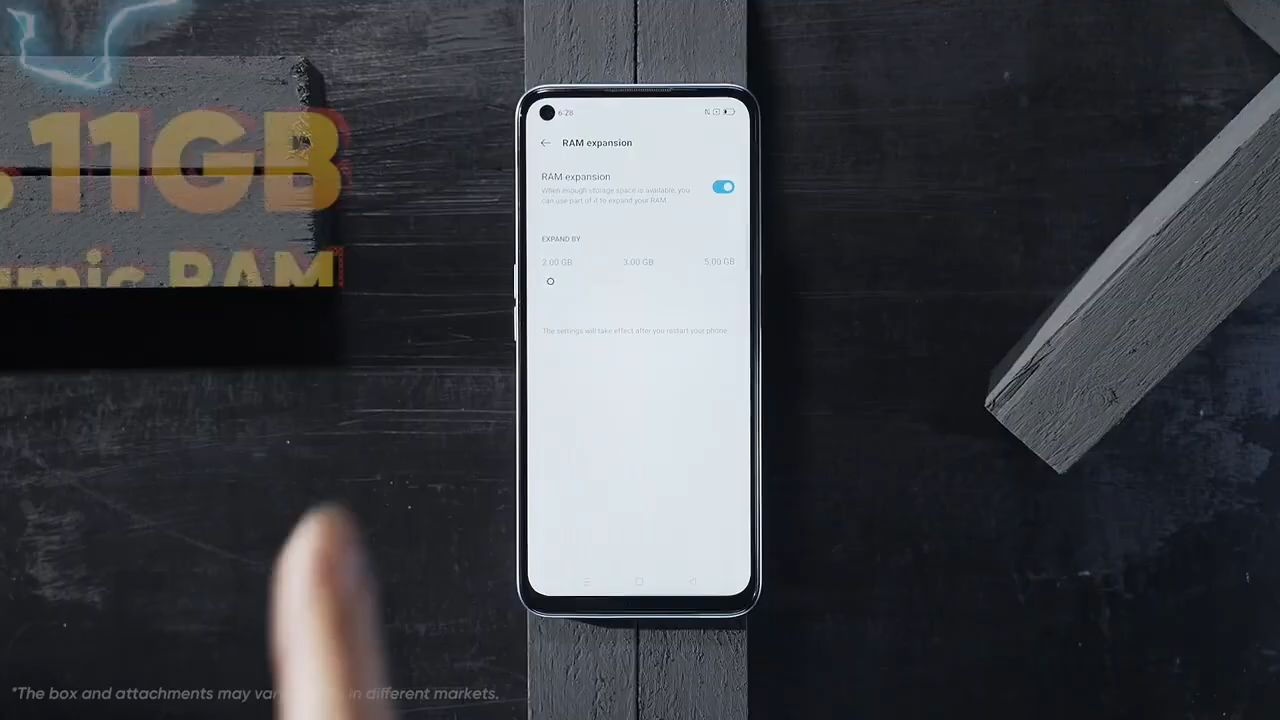 11GB
RAM
6:28
RAM expansion
RAM expansion
When enough storage space is available, you
can use part of it to expand your RAM.
EXPAND BY
2.00 GB 3.00 GB 5.00 GB
The settings will take effect after you restart your phone.
*The box and attachments may in different markets.